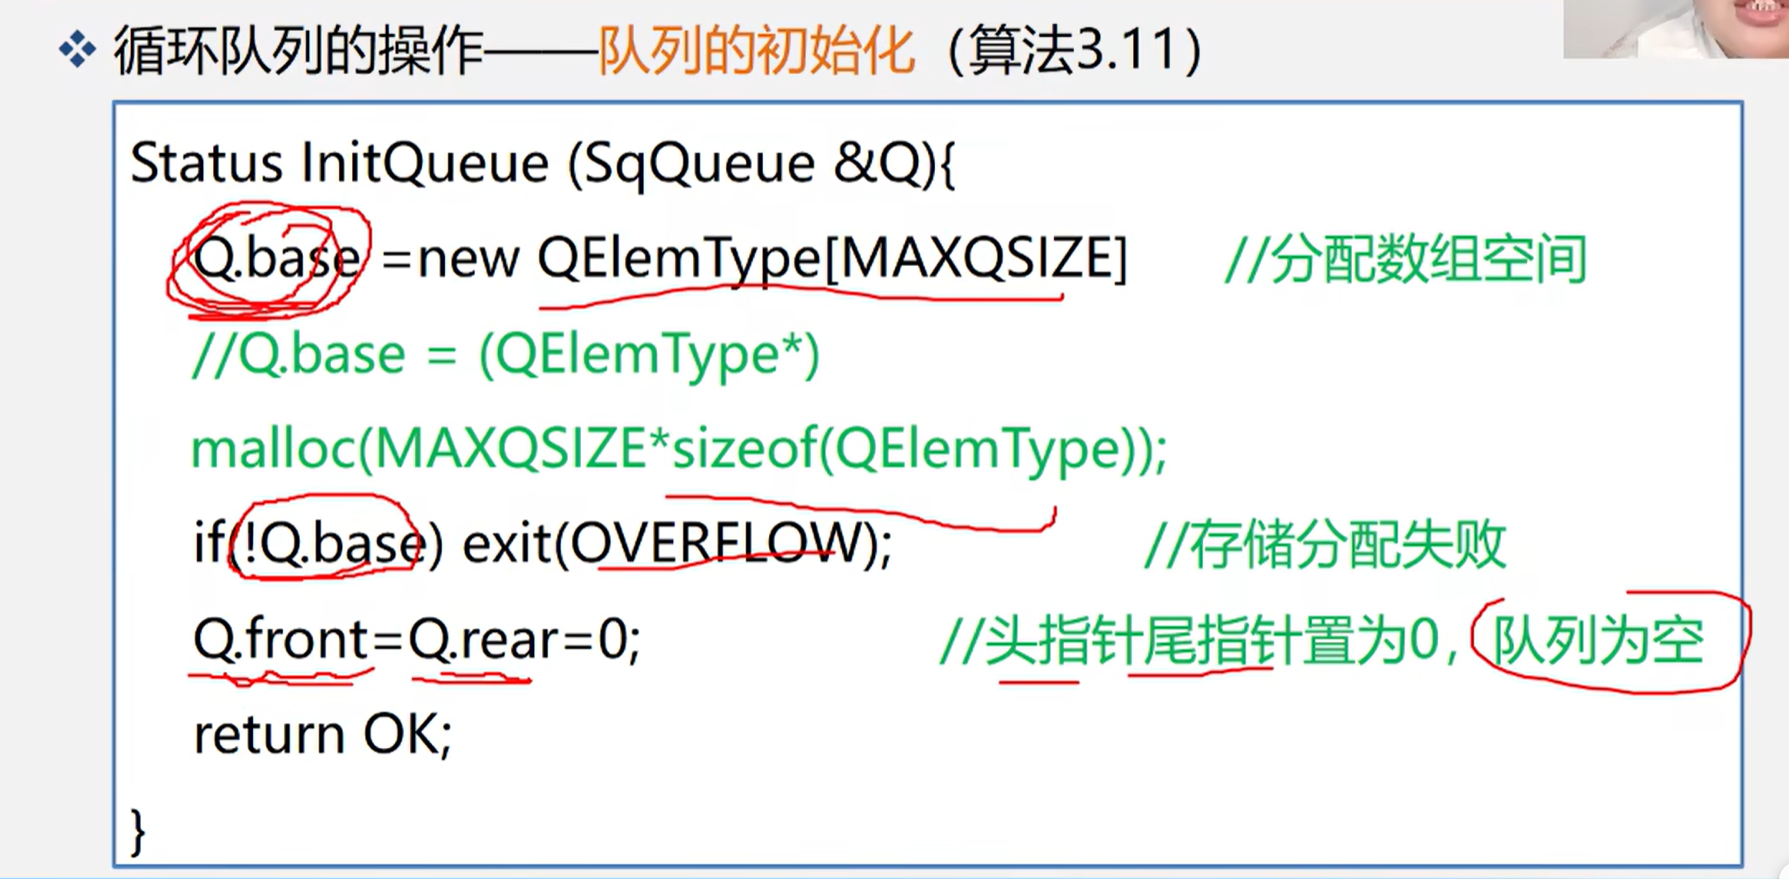 循环队列的操作——队列的初始化（算法3.11）
Status InitQueue (SqQueue &Q){
Q.base =new QElemType[MAXQSIZE] //分配数组空间
//Q.base = (QElemType*)
malloc(MAXQSIZE*sizeof(QElemType));
if(!Q.base) exit(OVERFLOW); //存储分配失败
Q.front=Q.rear=0; //头指针尾指针置为0，队列为空
return OK;
}